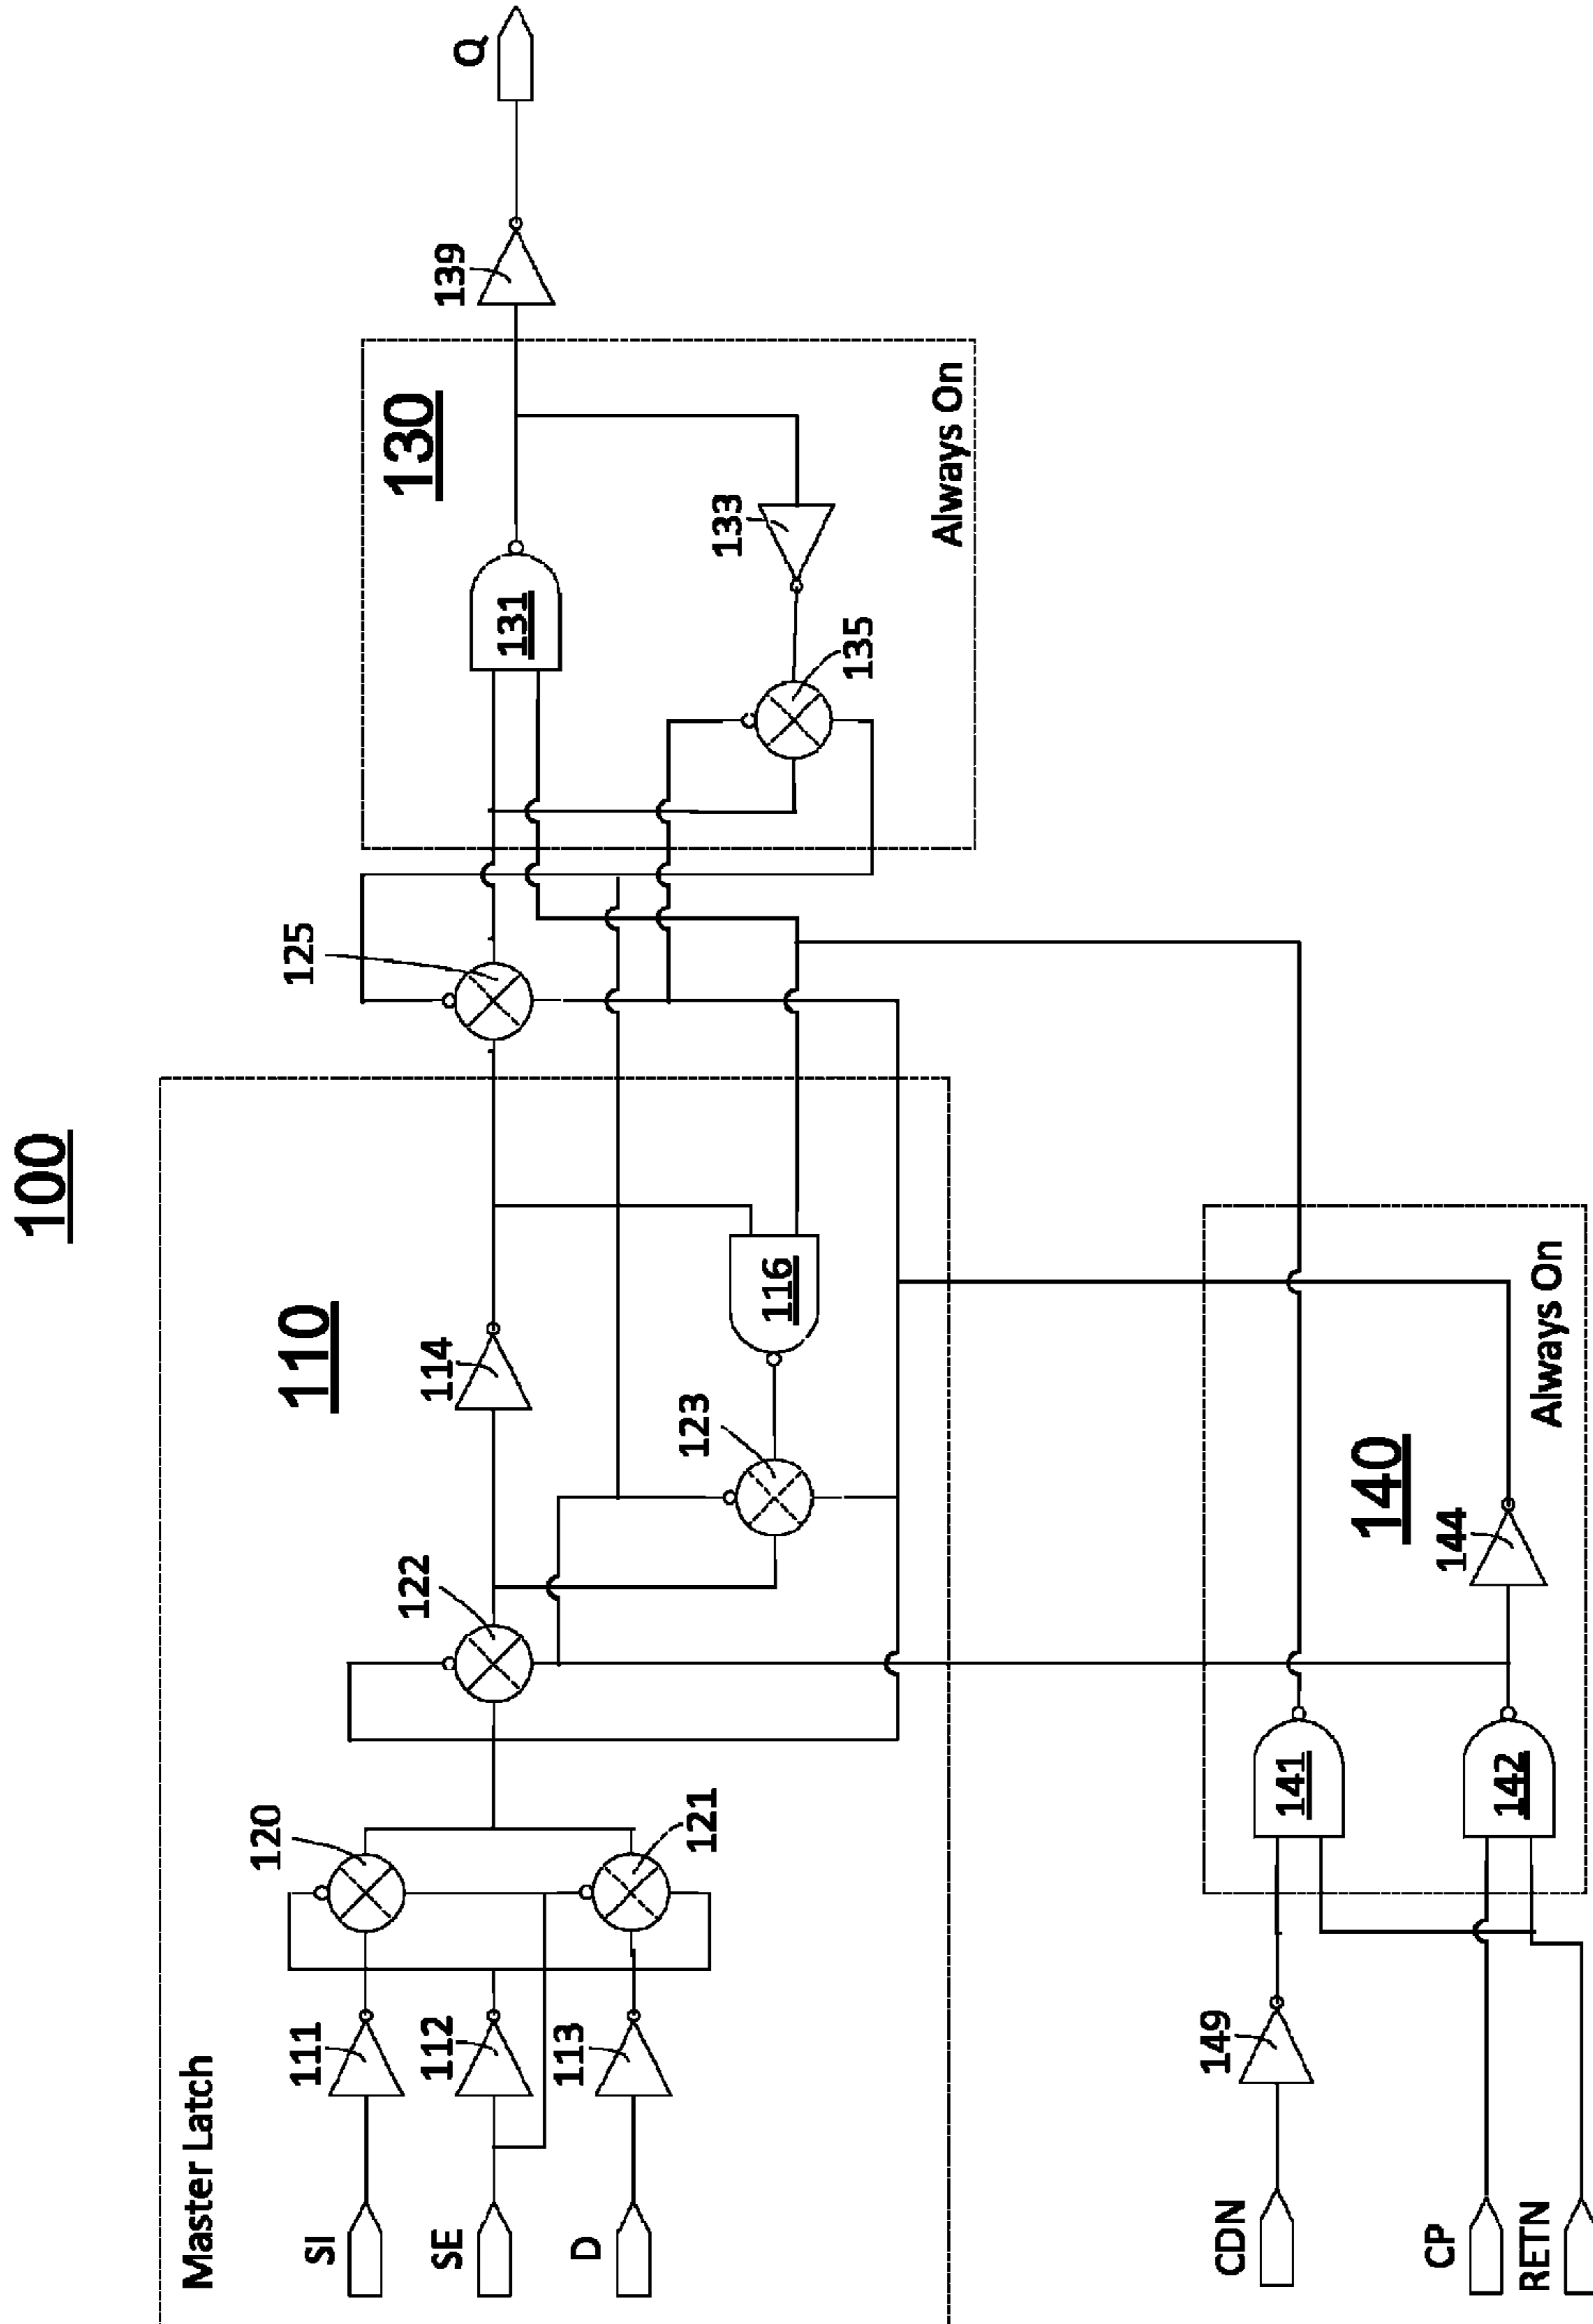 100
Master Latch
110
SI
111
120
SE
112
122
114
125
D
113
121
123
116
130
131
139
Q
133
135
Always On
CDN
149
141
CP
142
140
144
RETN
Always On